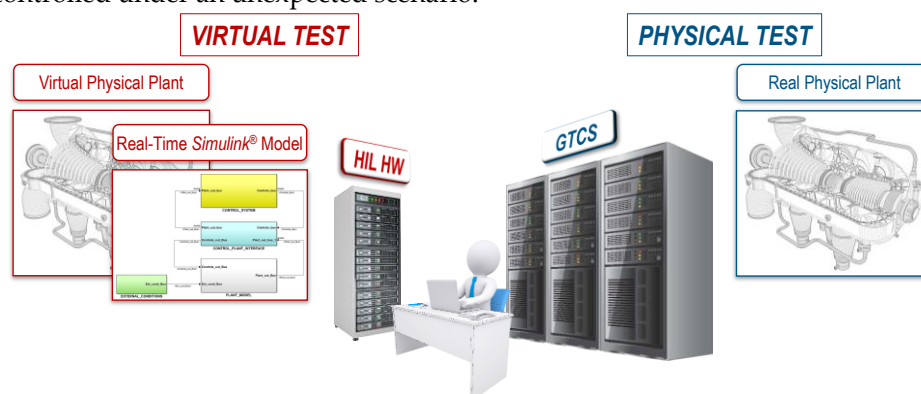 controlled under an unexpected scenario.
VIRTUAL TEST
PHYSICAL TEST
Virtual Physical Plant
Real Physical Plant
Real-Time Simulink® Model
HIL HW
GTCS
CONTROL_SYSTEM
CONTROL_PLANT_INTERFACE
PLANT_MODEL
EXTERNAL_CONDITIONS